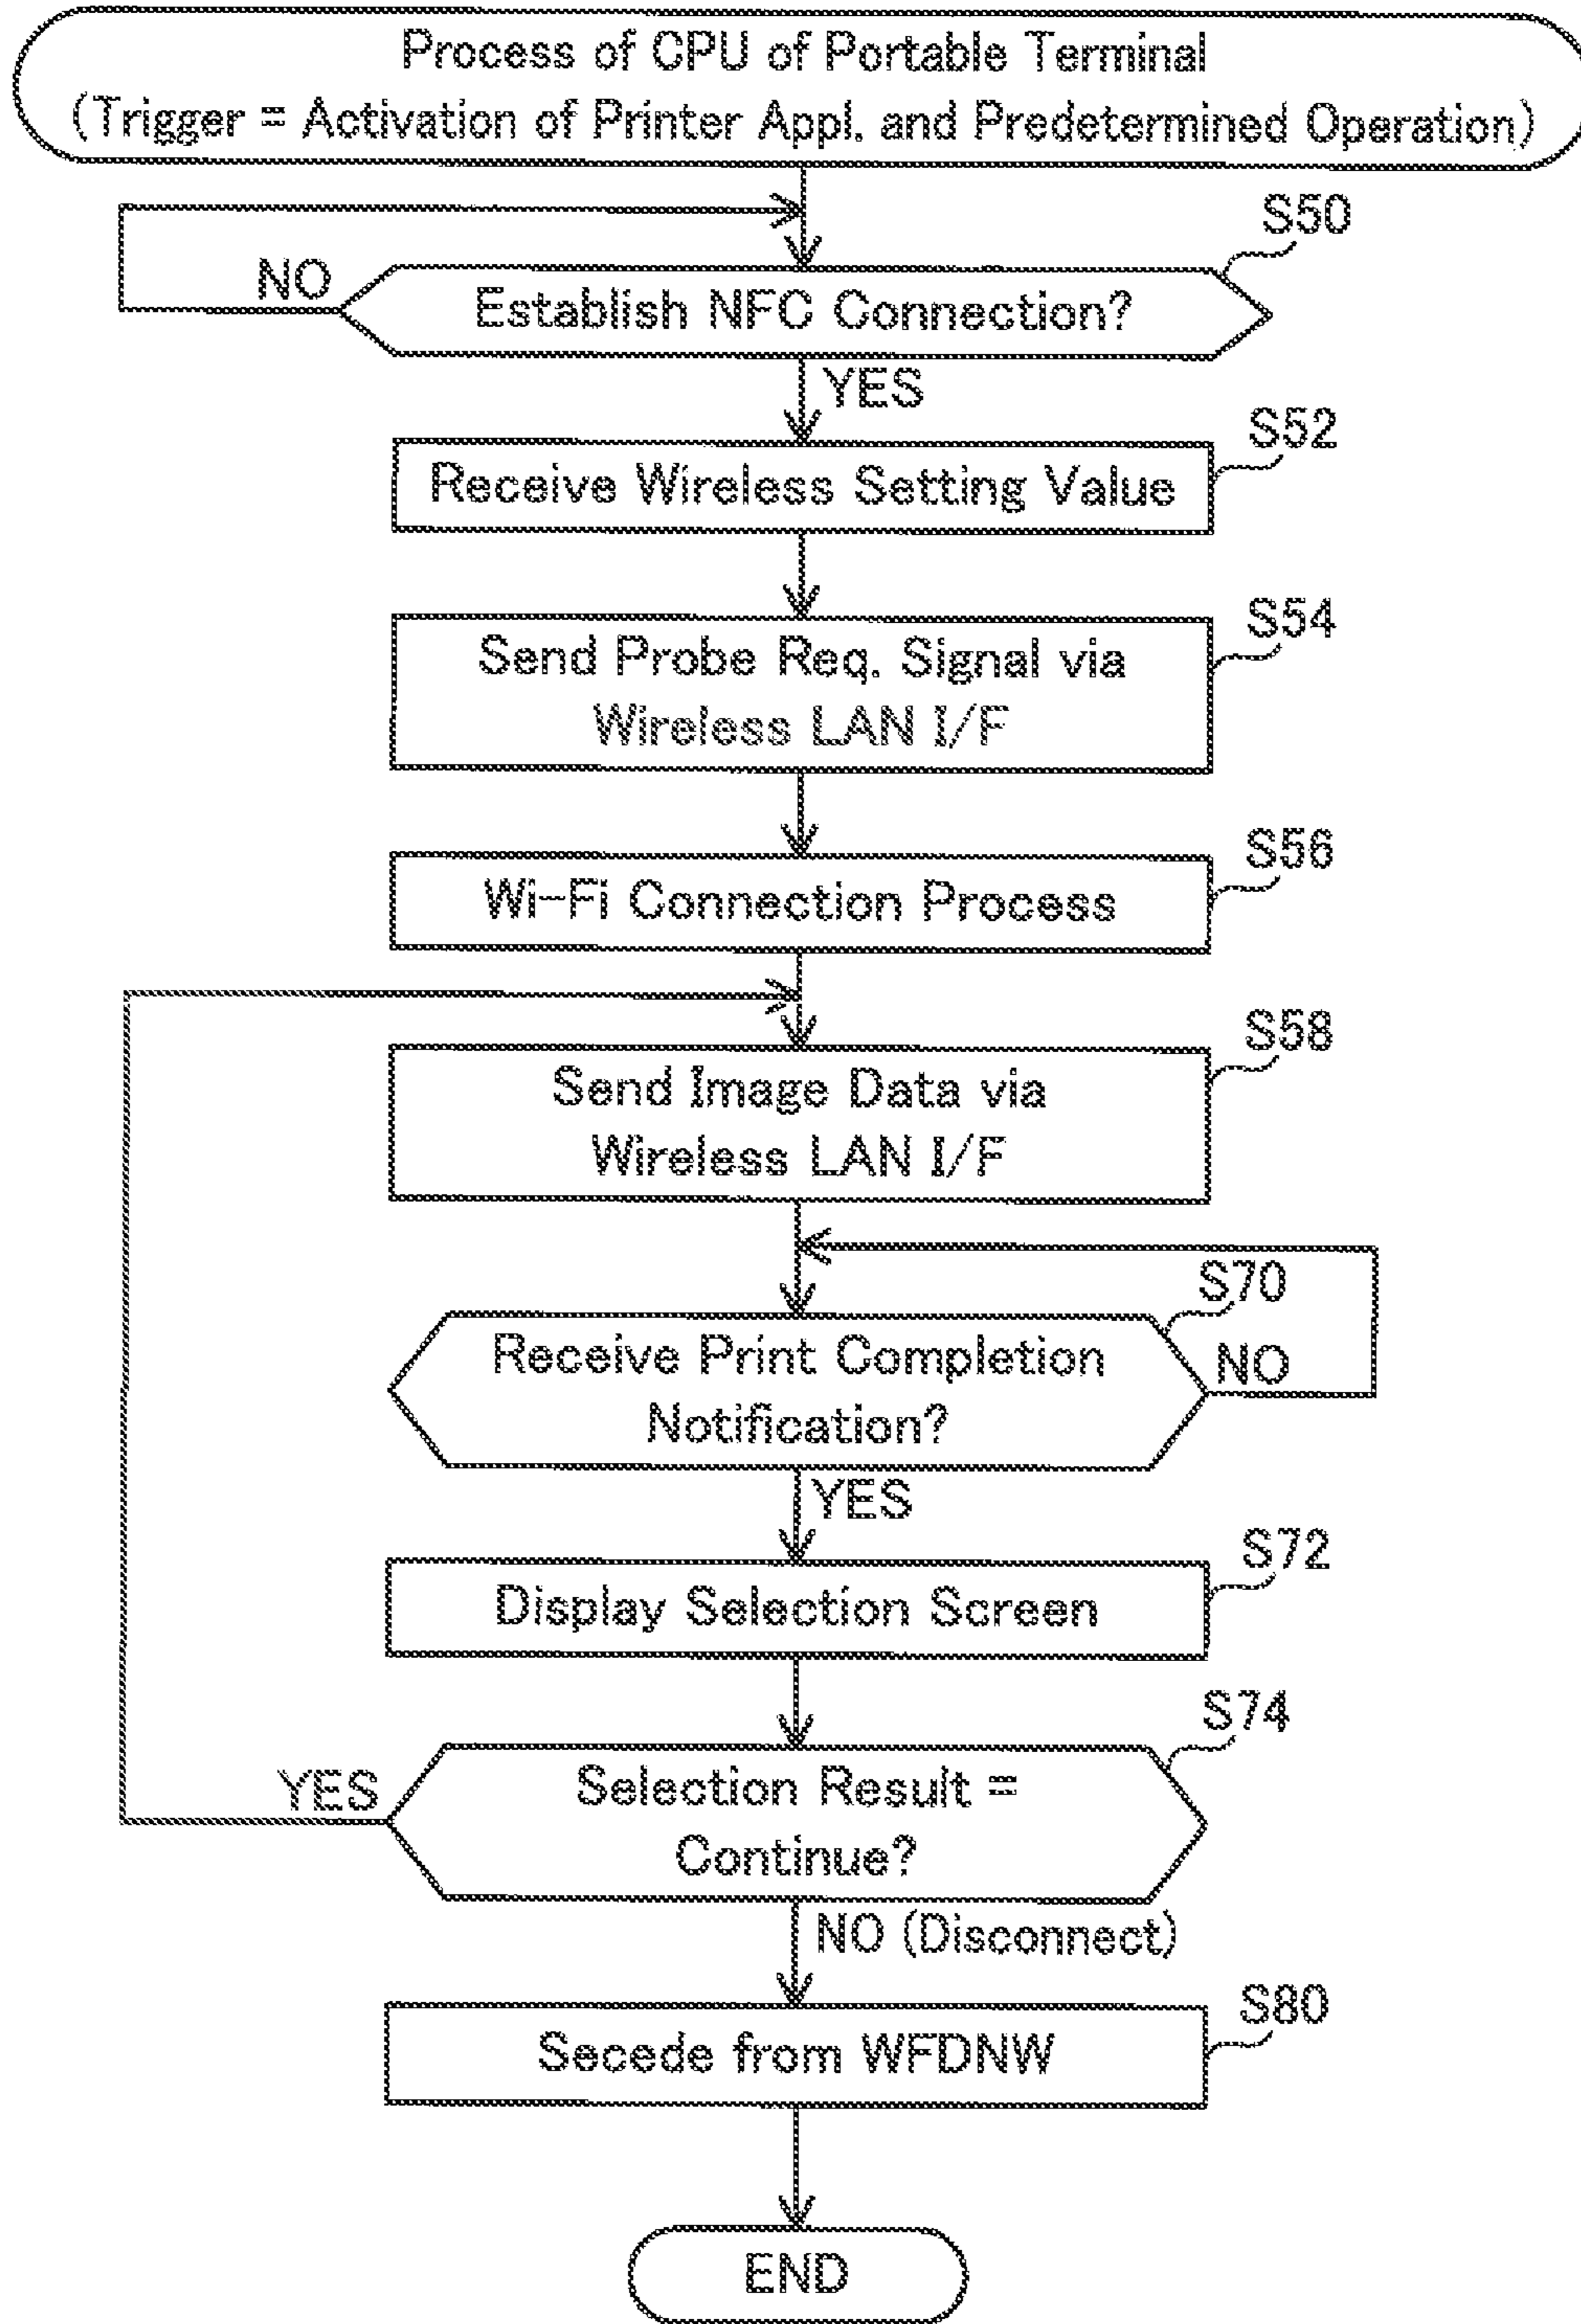 Process of CPU of Portable Terminal
(Trigger = Activation of Printer Appl. and Predetermined Operation)
S50
NO
Establish NFC Connection?
YES
S52
Receive Wireless Setting Value
S54
Send Probe Req. Signal via
Wireless LAN I/F
S56
Wi-Fi Connection Process
S58
Send Image Data via
Wireless LAN I/F
S70
Receive Print Completion
NO
Notification?
YES
S72
Display Selection Screen
S74
YES
Selection Result =
Continue?
NO (Disconnect)
S80
Secede from WFDNW
END